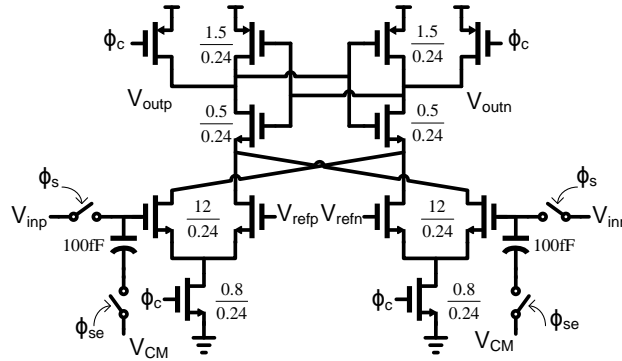 ϕc
1.5
0.24
1.5
0.24
ϕc
Voutp
Voutn
0.5
0.24
0.5
0.24
ϕs
ϕs
Vinp
12
0.24
Vrefp
Vrefn
12
0.24
Vinn
100fF
100fF
ϕc
0.8
0.24
ϕc
0.8
0.24
ϕse
ϕse
VCM
VCM